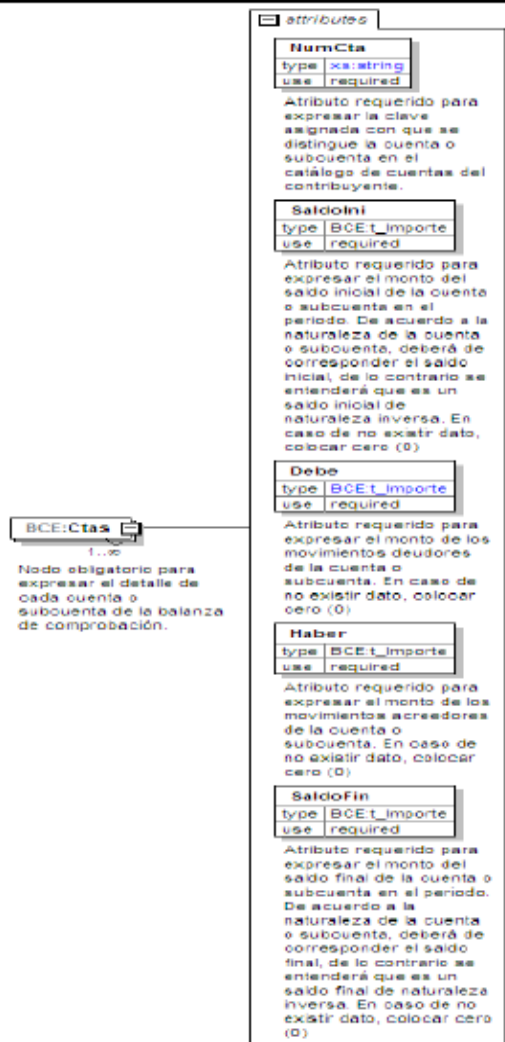 attributes
NumCta
type xs:string
use required
Atributo requerido para
expresar la clave
asignada con que se
distingue la cuenta o
subcuenta en el
catálogo de cuentas del
contribuyente.
SaldoIni
type BCE:t_Importe
use required
Atributo requerido para
expresar el monto del
saldo inicial de la cuenta
o subcuenta en el
periodo. De acuerdo a la
naturaleza de la cuenta
o subcuenta, deberá de
corresponder el saldo
inicial, de lo contrario se
entenderá que es un
saldo inicial de
naturaleza inversa. En
caso de no existir dato,
colocar cero (0)
Debe
type BCE:t_Importe
use required
Atributo requerido para
expresar el monto de los
movimientos deudores
de la cuenta o
subcuenta. En caso de
no existir dato, colocar
cero (0)
BCE:Ctas
1..∞
Nodo obligatorio para
expresar el detalle de
cada cuenta o
subcuenta de la balanza
de comprobación.
Haber
type BCE:t_Importe
use required
Atributo requerido para
expresar el monto de los
movimientos acreedores
de la cuenta o
subcuenta. En caso de
no existir dato, colocar
cero (0)
SaldoFin
type BCE:t_Importe
use required
Atributo requerido para
expresar el monto del
saldo final de la cuenta o
subcuenta en el periodo.
De acuerdo a la
naturaleza de la cuenta
o subcuenta, deberá de
corresponder el saldo
final, de lo contrario se
entenderá que es un
saldo final de naturaleza
inversa. En caso de no
existir dato, colocar cero
(0)